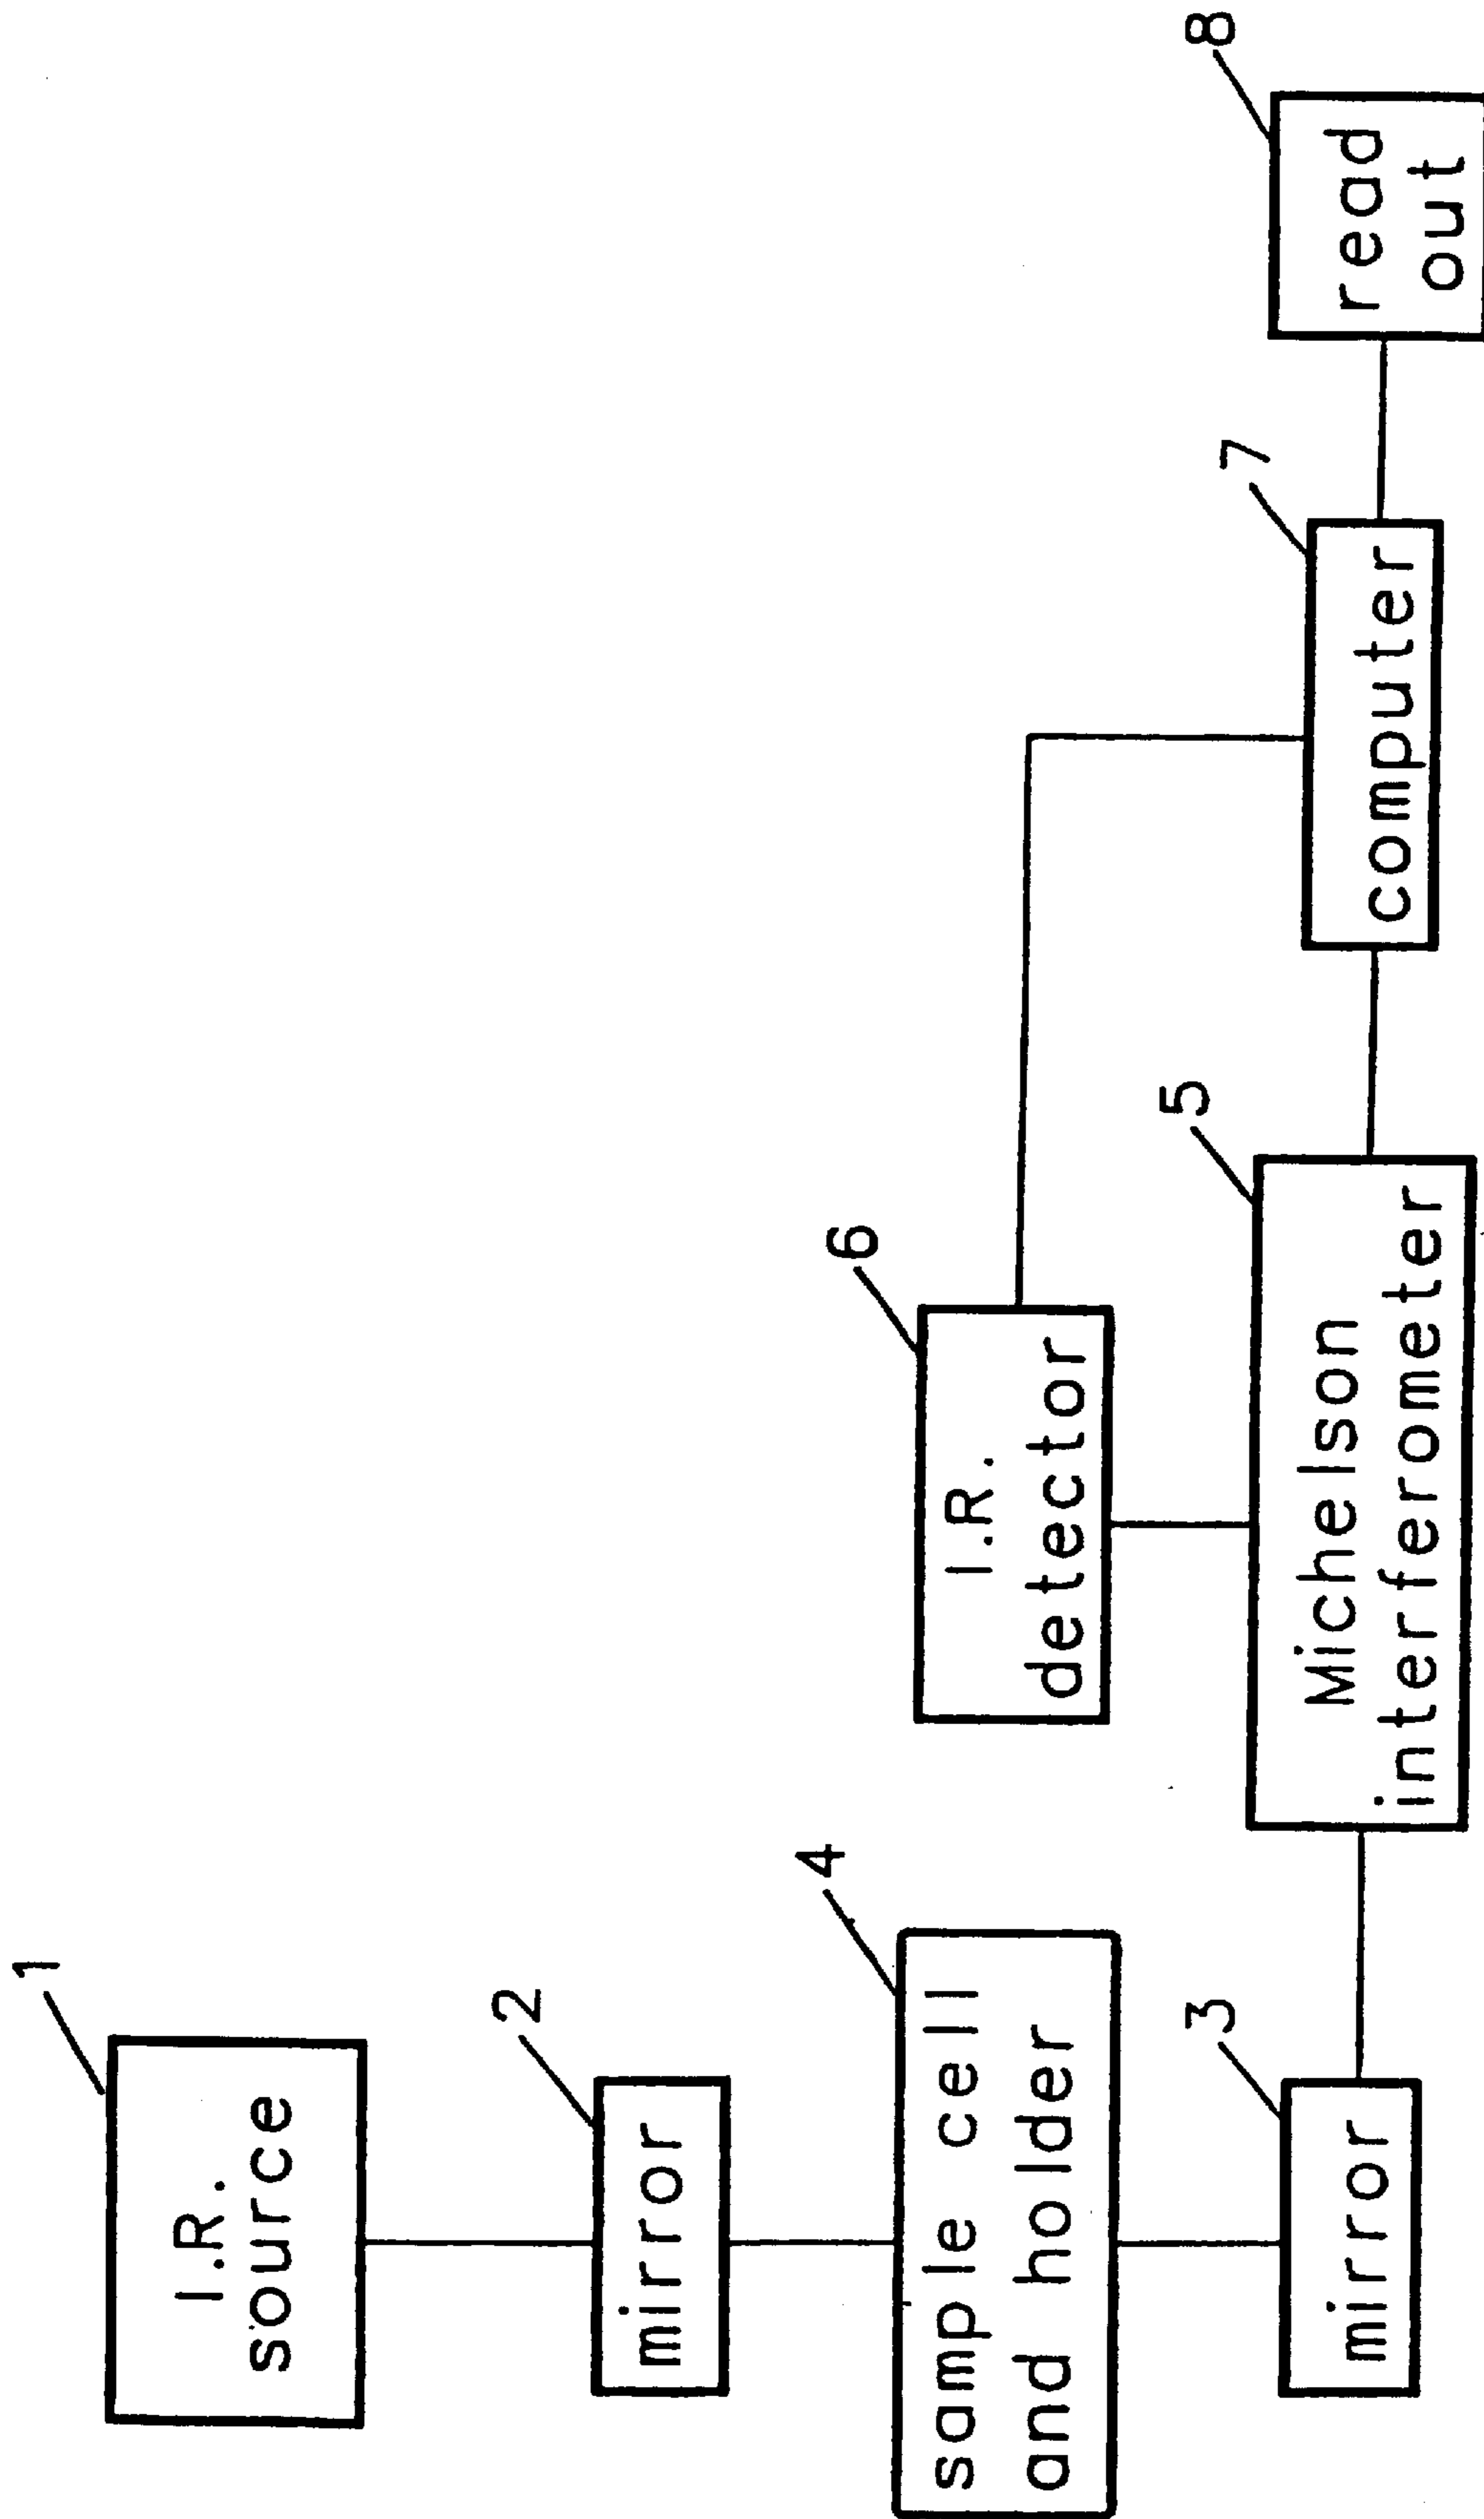 1
I.R.
source
2
mirror
4
sample cell
and holder
3
mirror
6
I.R.
detector
5
Michelson
interferometer
7
computer
8
read
out